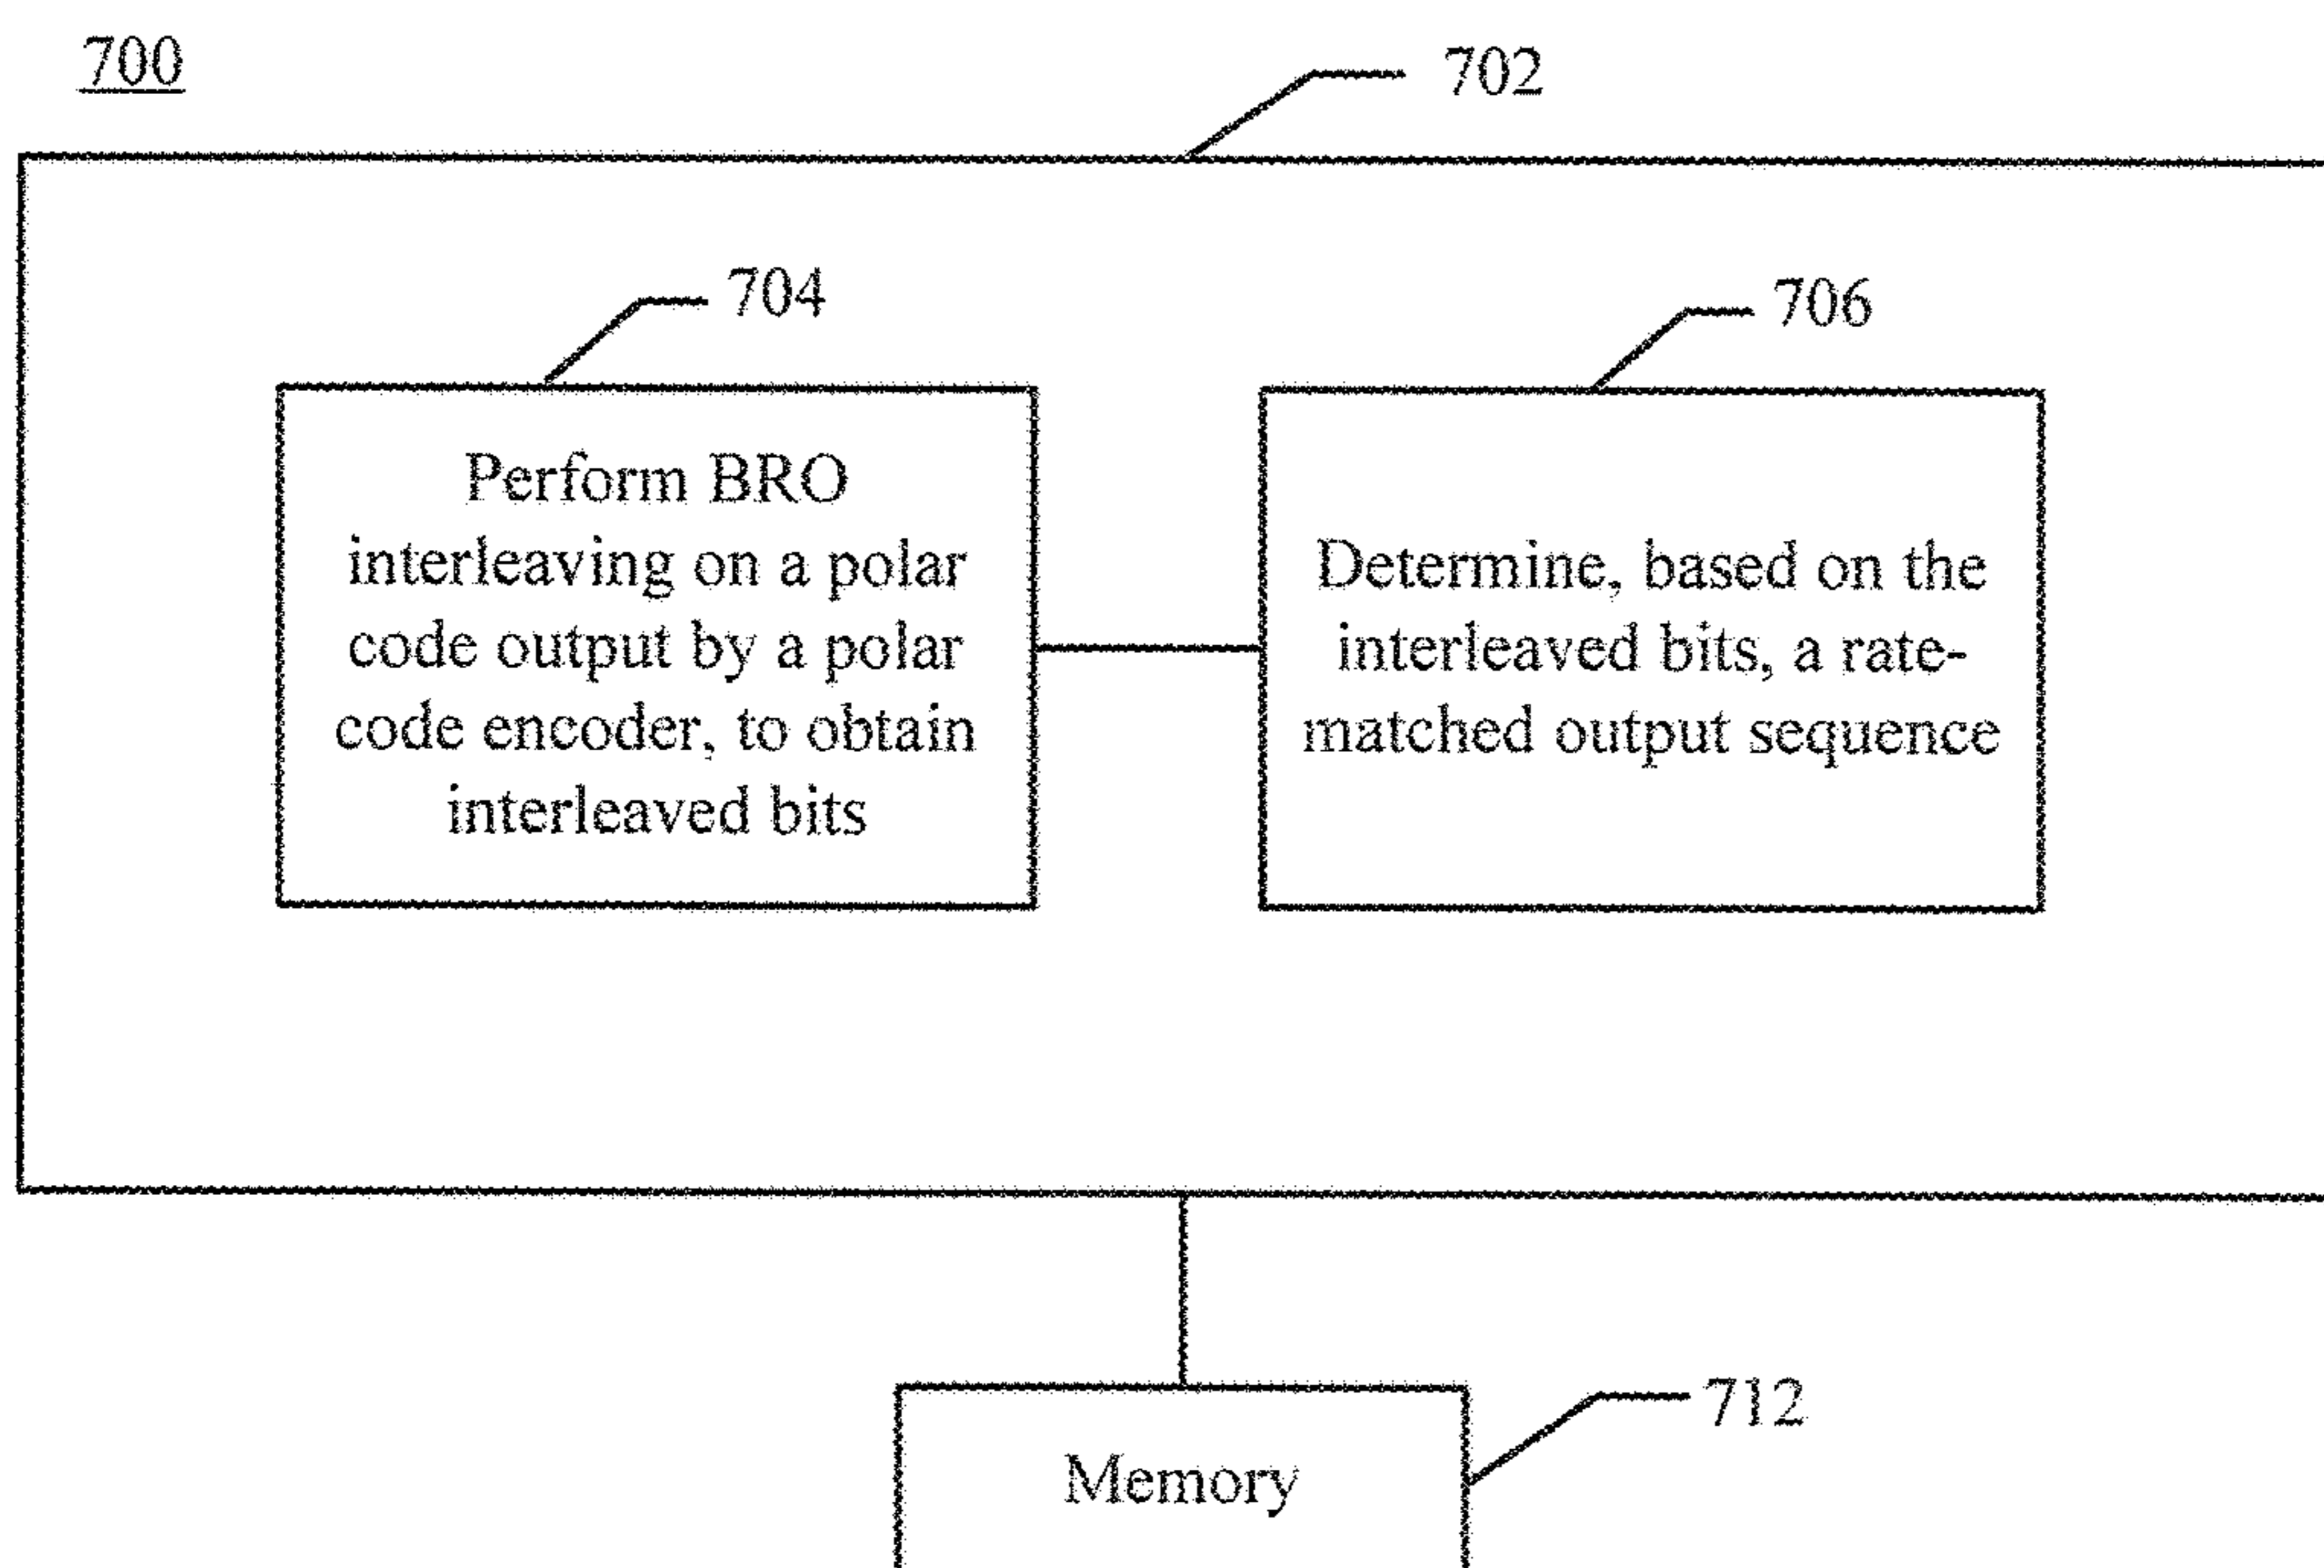 700
702
704
706
Perform BRO
interleaving on a polar
code output by a polar
code encoder, to obtain
interleaved bits
Determine, based on the
interleaved bits, a rate-
matched output sequence
712
Memory